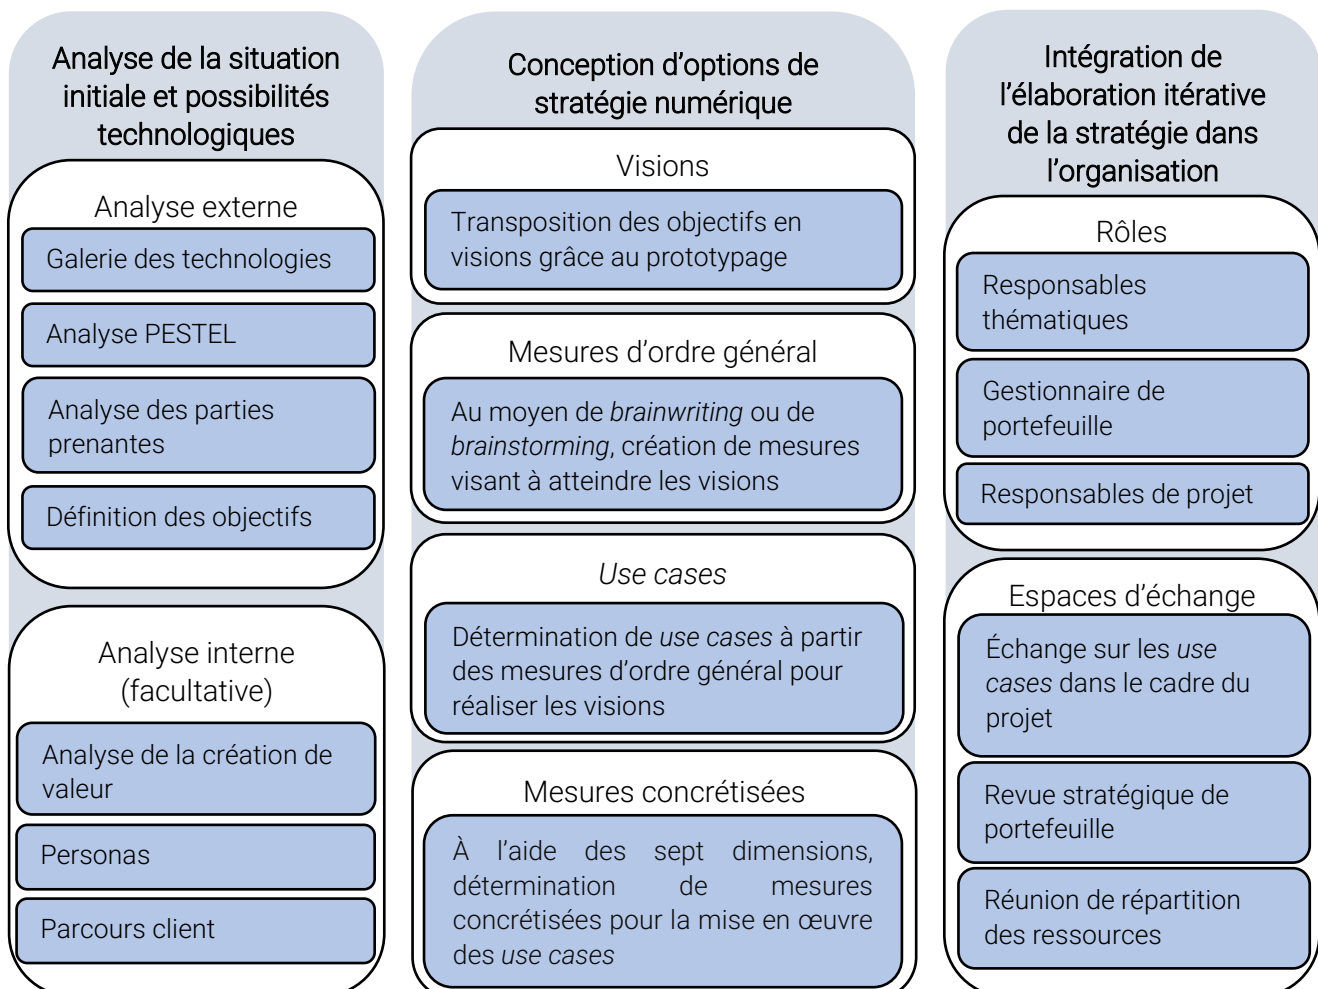 Analyse de la situation
initiale et possibilités
technologiques
Analyse externe
Galerie des technologies
Analyse PESTEL
Analyse des parties
prenantes
Définition des objectifs
Analyse interne
(facultative)
Analyse de la création de
valeur
Personas
Parcours client
Conception d’options de
stratégie numérique
Visions
Transposition des objectifs en
visions grâce au prototypage
Mesures d’ordre général
Au moyen de brainwriting ou de
brainstorming, création de mesures
visant à atteindre les visions
Use cases
Détermination de use cases à partir
des mesures d’ordre général pour
réaliser les visions
Mesures concrétisées
À l’aide des sept dimensions,
détermination de mesures
concrétisées pour la mise en œuvre
des use cases
Intégration de
l’élaboration itérative
de la stratégie dans
l’organisation
Rôles
Responsables
thématiques
Gestionnaire de
portefeuille
Responsables de projet
Espaces d’échange
Échange sur les use
cases dans le cadre du
projet
Revue stratégique de
portefeuille
Réunion de répartition
des ressources